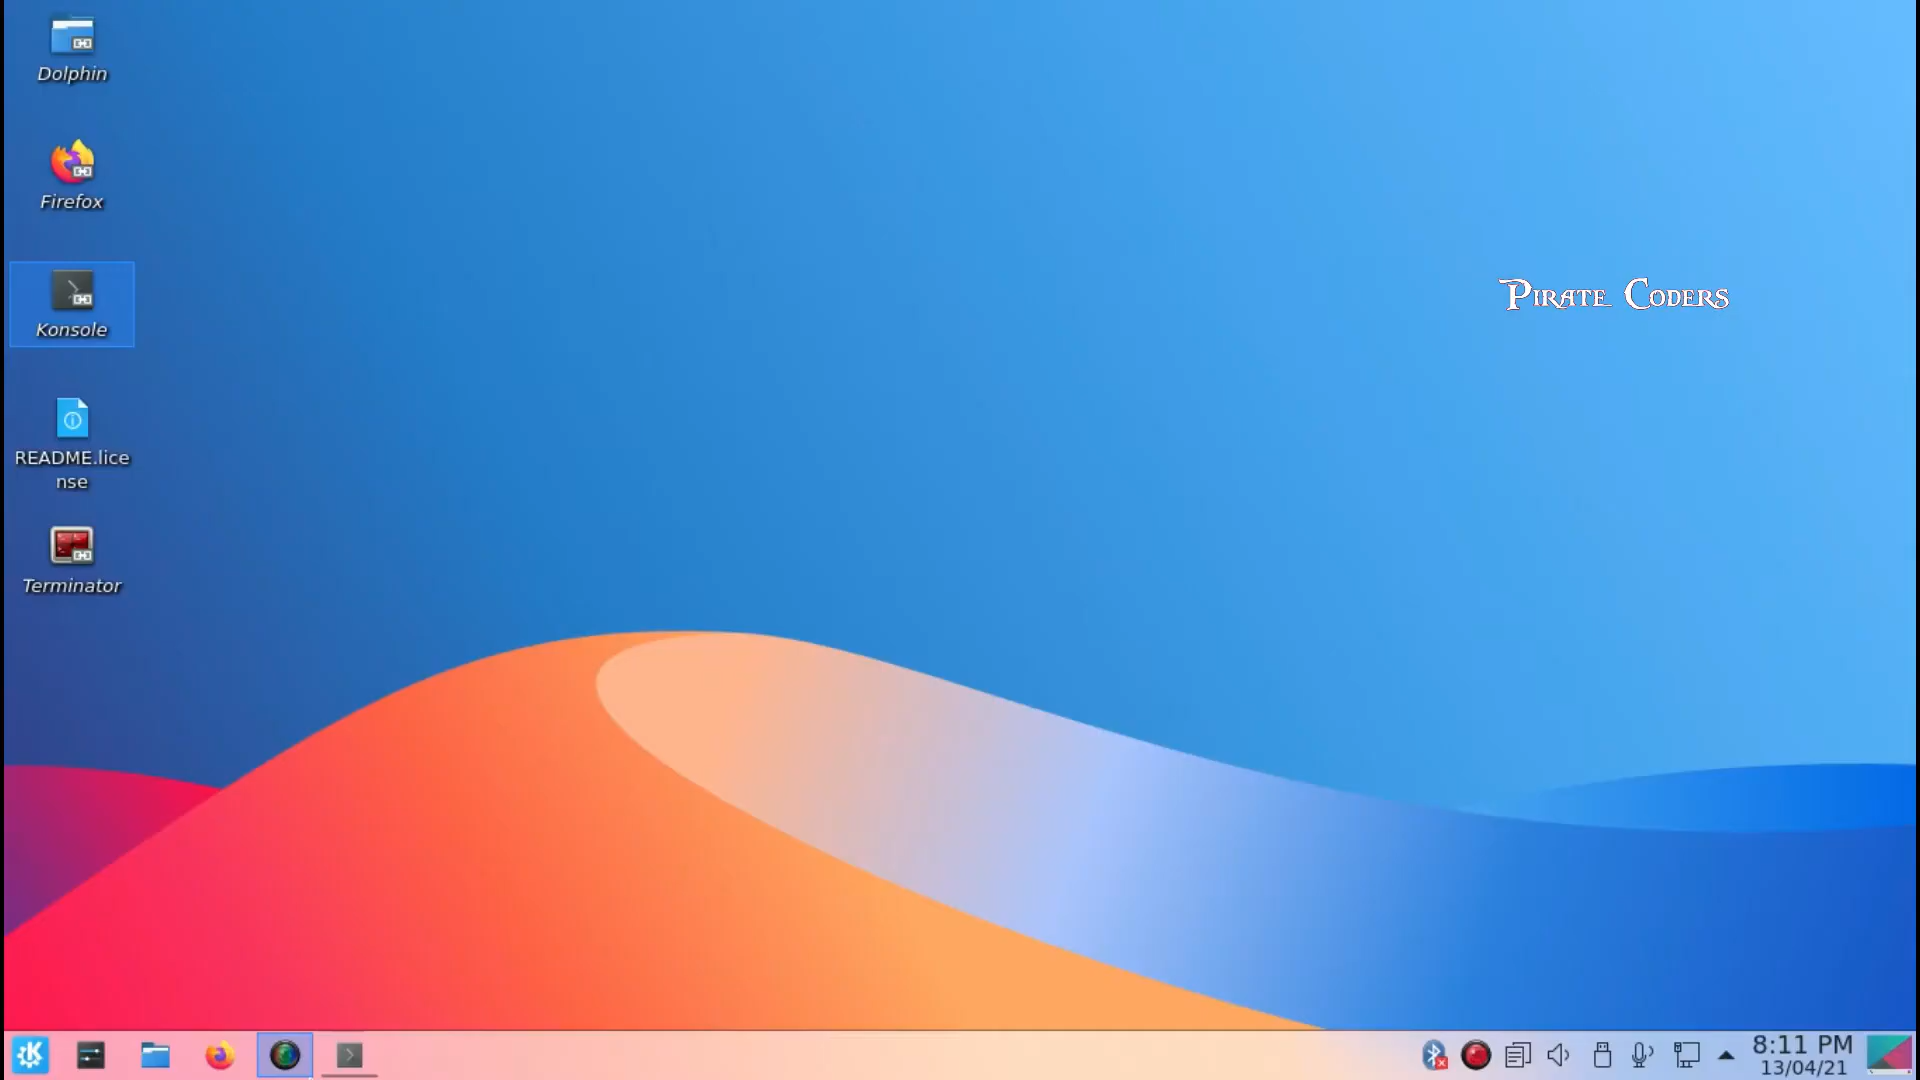 Dolphin
Firefox
Konsole
README.lice
nse
Terminator
Pirate Coders
8:11 PM
13/04/21